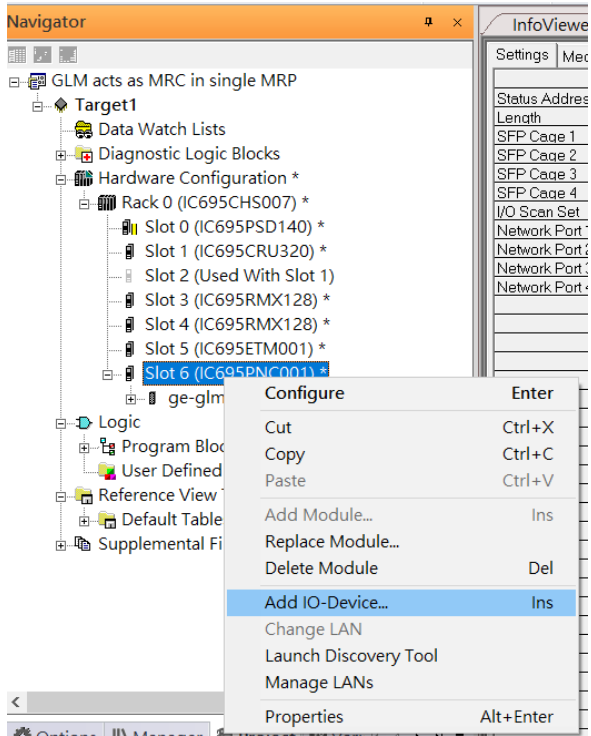 Navigator
InfoViewe
Settings Med
GLM acts as MRC in single MRP
Target1
Status Addres
Data Watch Lists
Length
SFP Cage 1
Diagnostic Logic Blocks
SFP Cage 2
SFP Cage 3
Hardware Configuration *
SFP Cage 4
Rack 0 (IC695CHS007) *
I/O Scan Set
Slot 0 (IC695PSD140) *
Network Port 1
Slot 1 (IC695CRU320) *
Network Port 2
Slot 2 (Used With Slot 1)
Network Port 3
Slot 3 (IC695RMX128) *
Network Port 4
Slot 4 (IC695RMX128) *
Slot 5 (IC695ETM001) *
Slot 6 (IC695PNC001) *
ge-glm
Configure Enter
Logic
Cut Ctrl+X
Program Bloc
Copy Ctrl+C
User Defined
Paste Ctrl+V
Reference View T
Add Module... Ins
Default Table
Replace Module...
Supplemental Fi
Delete Module Del
Add IO-Device... Ins
Change LAN
Launch Discovery Tool
Manage LANs
Properties Alt+Enter